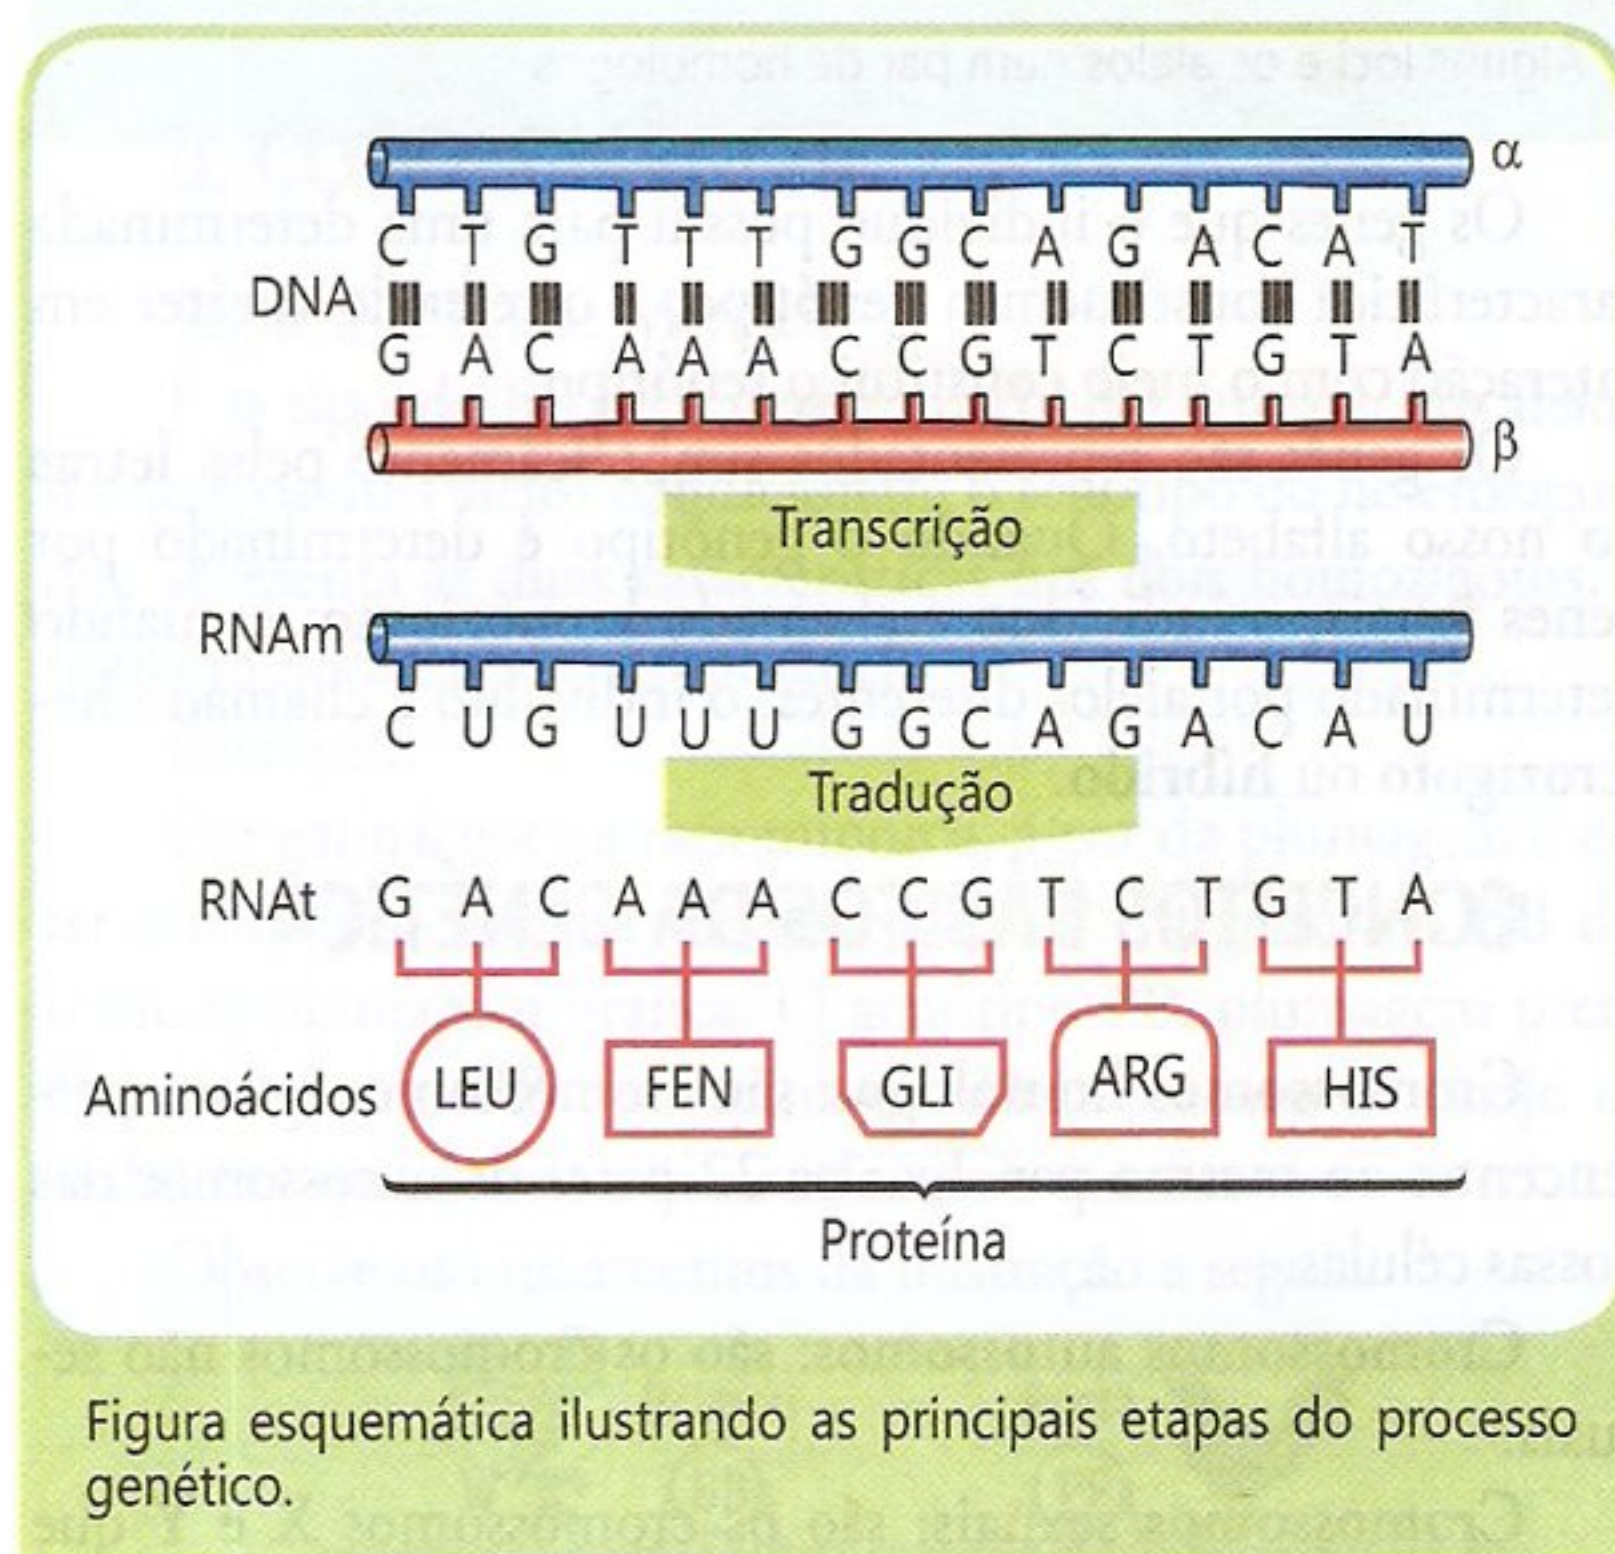 α
C T G T T T G G C A G A C A T
DNA
G A C A A A C C G T C T G T A
β
Transcrição
RNAm
C U G U U U G G C A G A C A U
Tradução
RNAt G A C A A A C C G T C T G T A
Aminoácidos LEU FEN GLI ARG HIS
Proteína
Figura esquemática ilustrando as principais etapas do processo
genético.